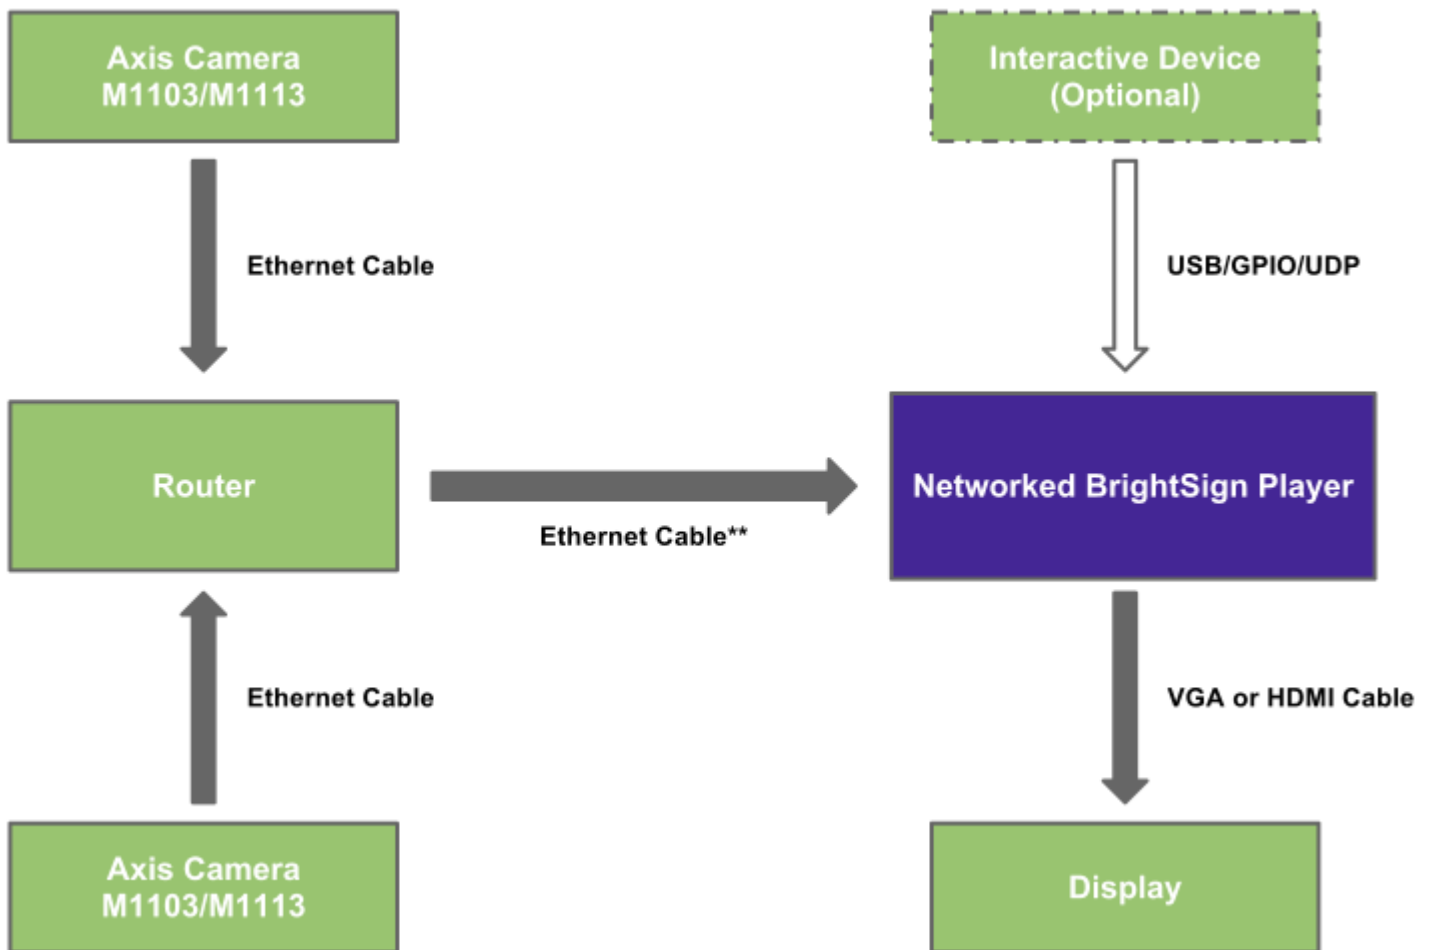 Axis Camera
M1103/M1113
Interactive Device
(Optional)
Ethernet Cable
USB/GPIO/UDP
Router
Ethernet Cable**
Networked BrightSign Player
Ethernet Cable
VGA or HDMI Cable
Axis Camera
M1103/M1113
Display